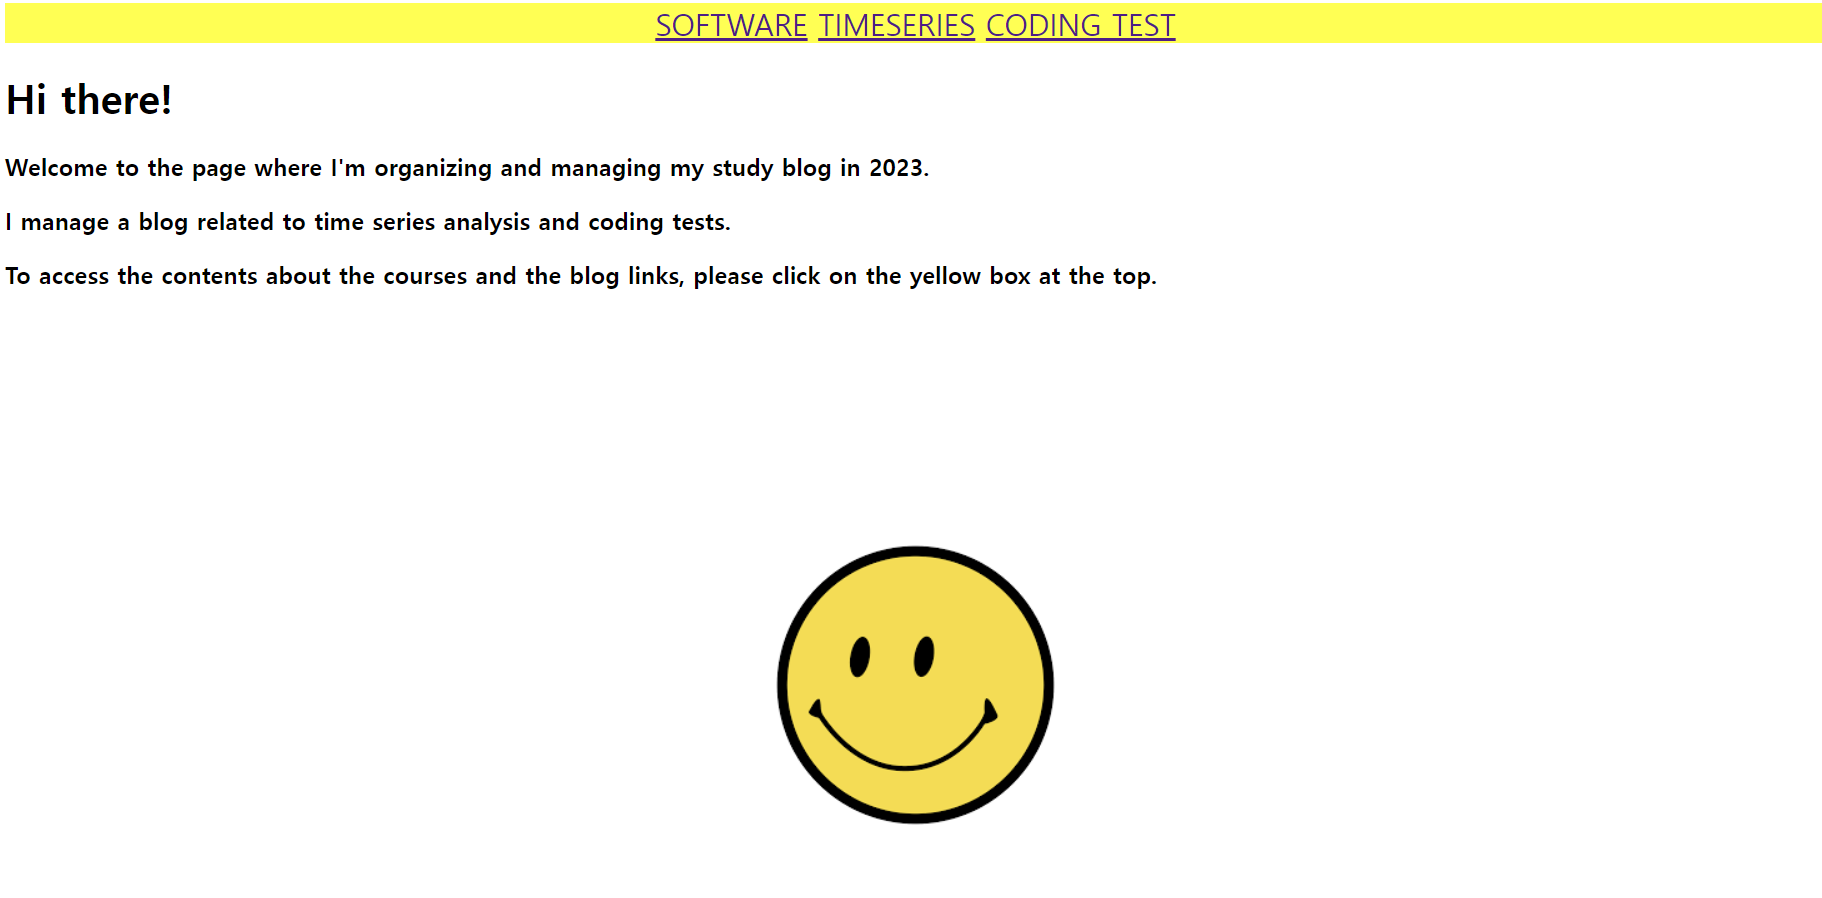 SOFTWARE TIMESERIES CODING TEST
Hi there!
Welcome to the page where I'm organizing and managing my study blog in 2023.
I manage a blog related to time series analysis and coding tests.
To access the contents about the courses and the blog links, please click on the yellow box at the top.